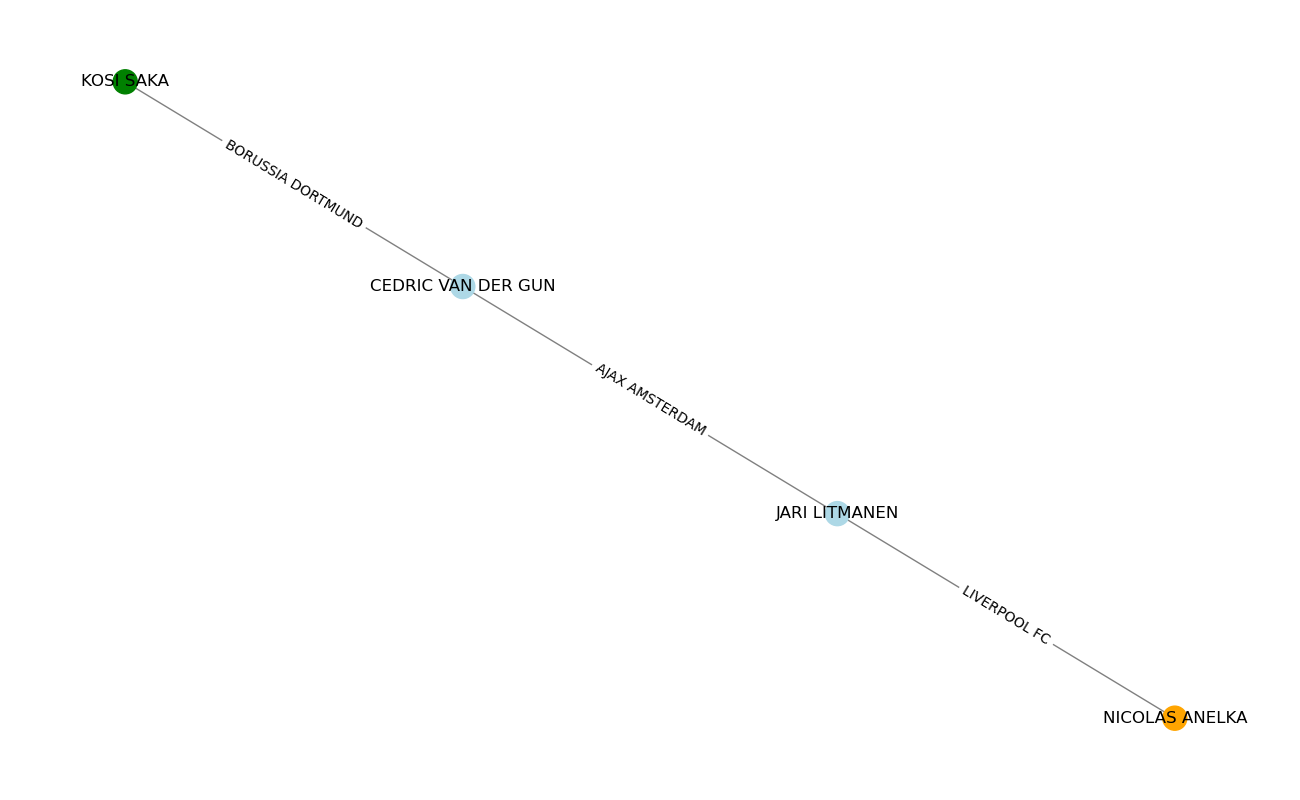 KOSI SAKA
BORUSSIA DORTMUND
CEDRIC VAN DER GUN
AJAX AMSTERDAM
JARI LITMANEN
LIVERPOOL FC
NICOLAS ANELKA